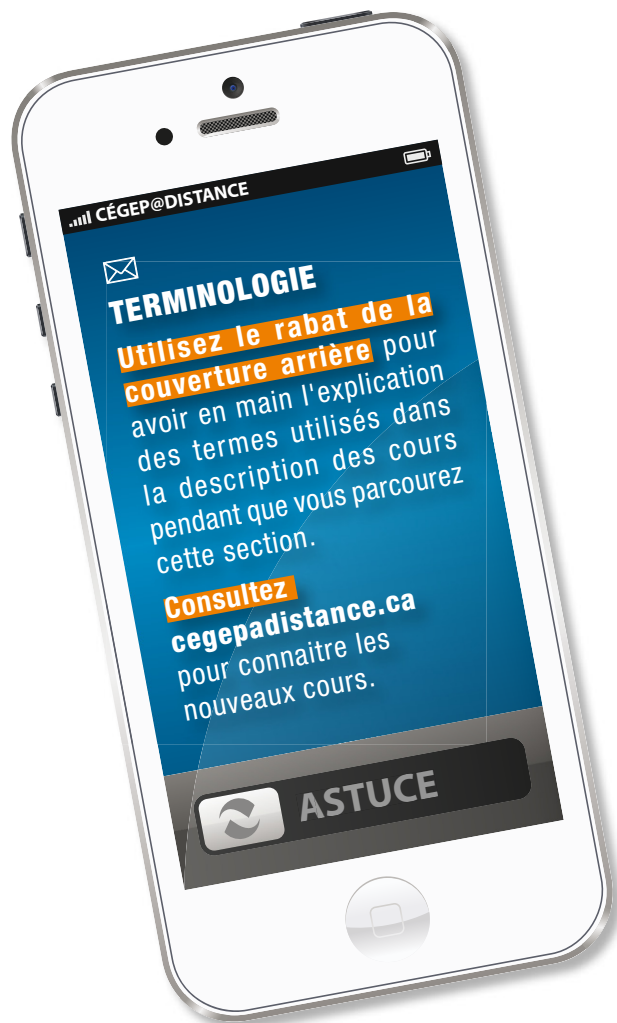 CÉGEP@DISTANCE
TERMINOLOGIE
Utilisez le rabat de la
couverture arrière pour
avoir en main l'explication
des termes utilisés dans
la description des cours
pendant que vous parcourez
cette section.
Consultez
cegepadistance.ca
pour connaitre les
nouveaux cours.
ASTUCE